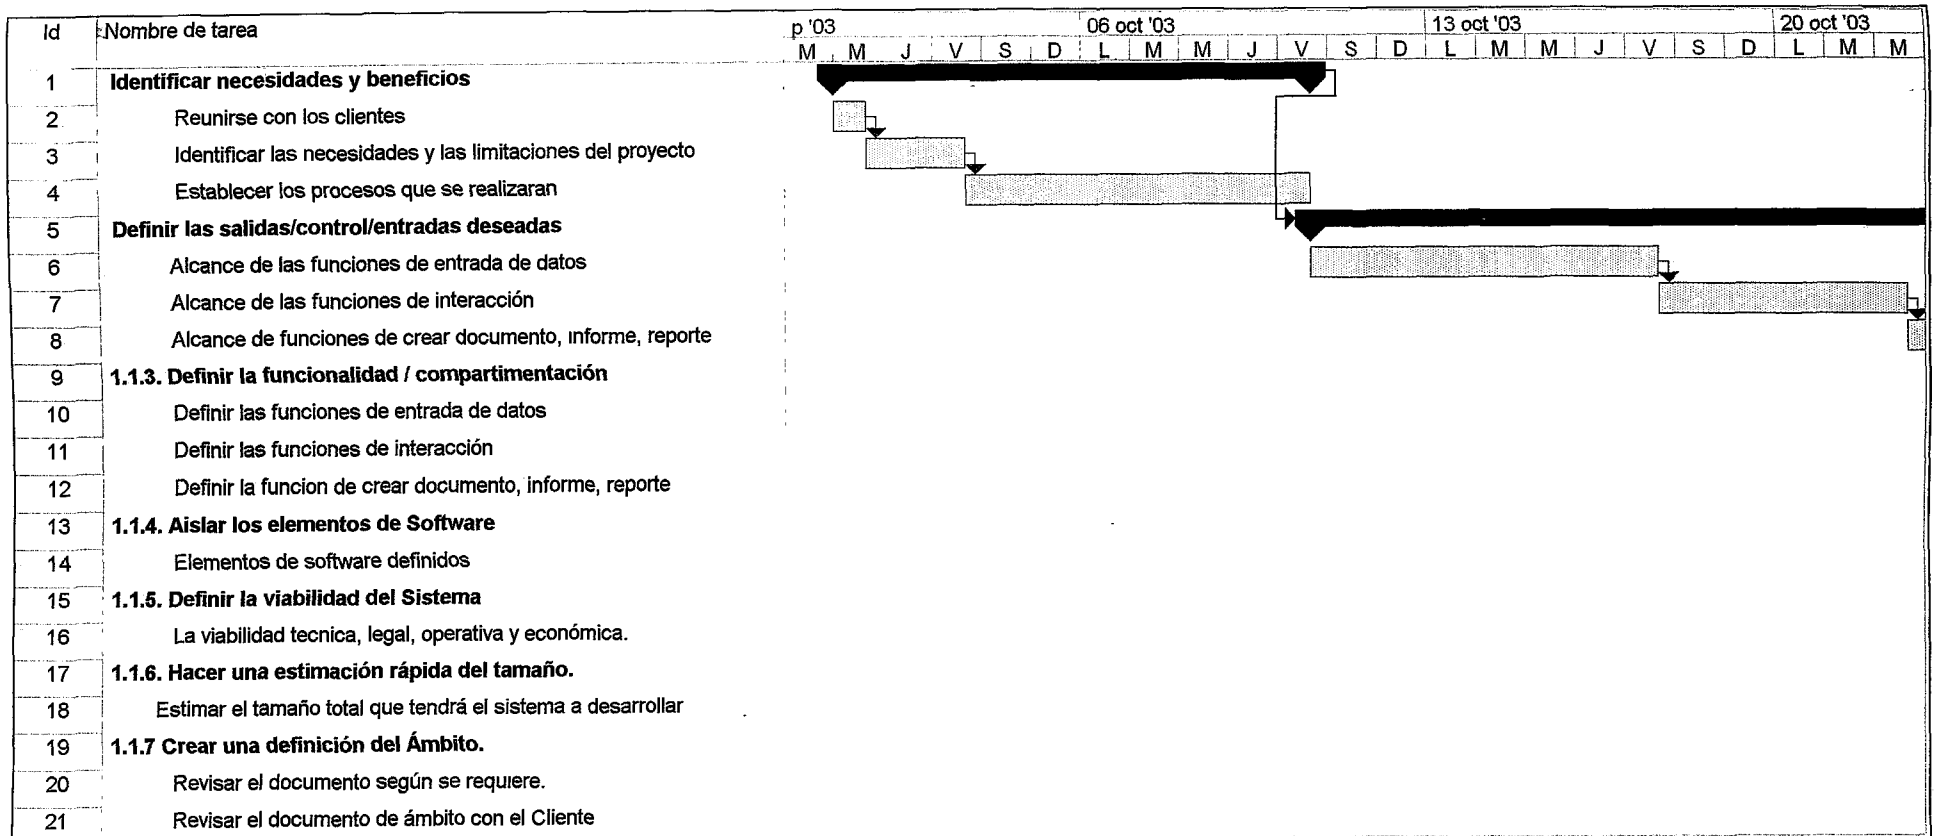 Id Nombre de tarea p '03 06 oct '03 13 oct '03 20 oct '03
M M J V S D L M M J V S D L M M J V S D L M M
1 Identificar necesidades y beneficios
2 Reunirse con los clientes
3 Identificar las necesidades y las limitaciones del proyecto
4 Establecer los procesos que se realizaran
5 Definir las salidas/control/entradas deseadas
6 Alcance de las funciones de entrada de datos
7 Alcance de las funciones de interacción
8 Alcance de funciones de crear documento, informe, reporte
9 1.1.3. Definir la funcionalidad / compartimentación
10 Definir las funciones de entrada de datos
11 Definir las funciones de interacción
12 Definir la funcion de crear documento, informe, reporte
13 1.1.4. Aislar los elementos de Software
14 Elementos de software definidos
15 1.1.5. Definir la viabilidad del Sistema
16 La viabilidad tecnica, legal, operativa y económica.
17 1.1.6. Hacer una estimación rápida del tamaño.
18 Estimar el tamaño total que tendrá el sistema a desarrollar
19 1.1.7 Crear una definición del Ámbito.
20 Revisar el documento según se requiere.
21 Revisar el documento de ámbito con el Cliente